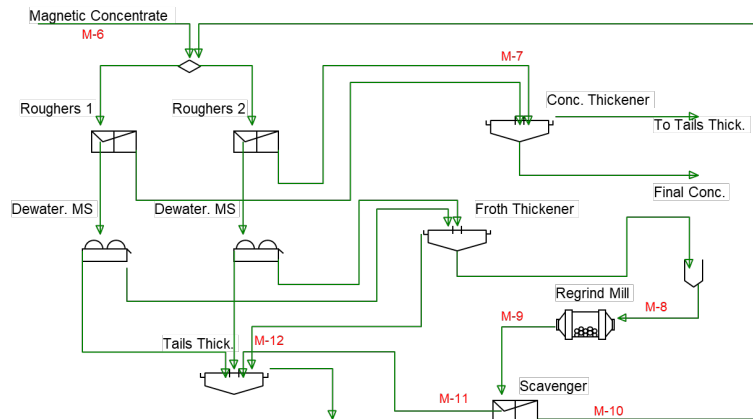 Magnetic Concentrate
M-6
M-7
Roughers 1
Roughers 2
Conc. Thickener
To Tails Thick.
Final Conc.
Dewater. MS
Dewater. MS
Froth Thickener
Regrind Mill
M-8
M-9
Tails Thick.
M-12
Scavenger
M-11
M-10